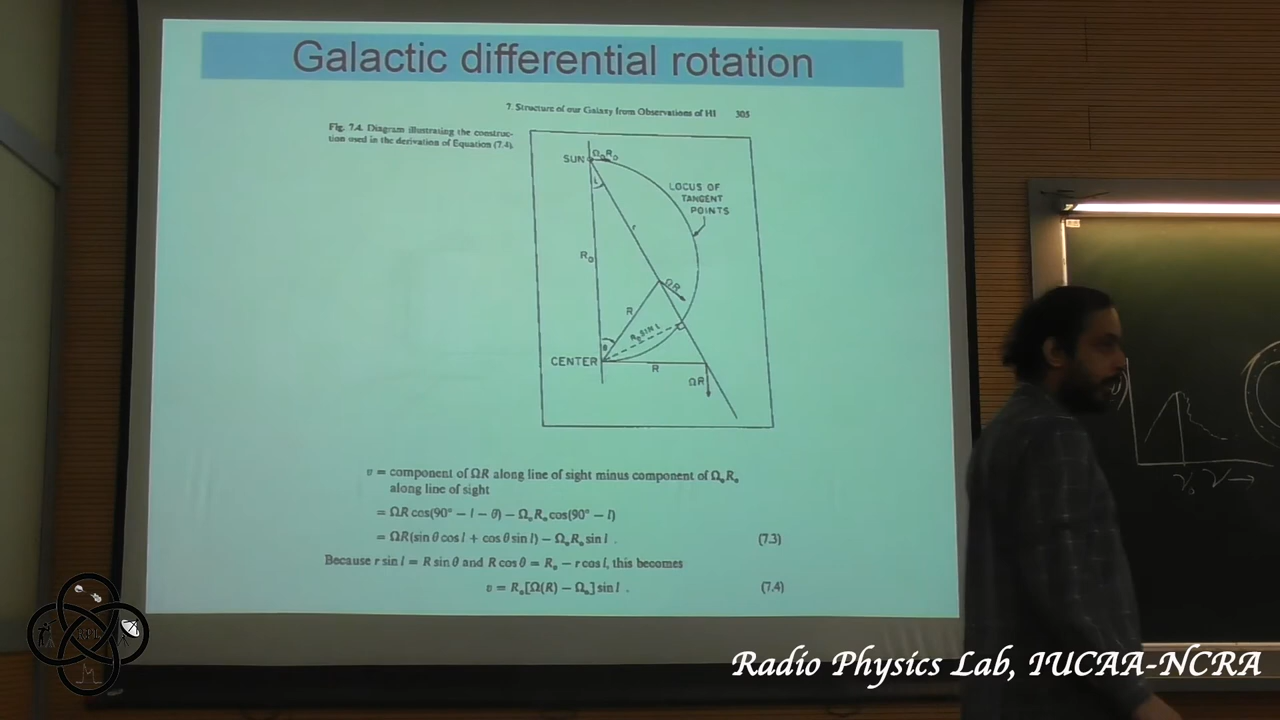 Galactic differential rotation
7. Structure of our Galaxy from Observations of HI 305
Fig. 7.4. Diagram illustrating the construc-
tion used in the derivation of Equation (7.4).
SUN
Ω₀R₀
l
LOCUS OF
TANGENT
POINTS
r
R₀
ΩR
R
R₀ SIN l
θ
CENTER
R
ΩR
v = component of ΩR along line of sight minus component of Ω₀R₀
along line of sight
= ΩR cos(90° − l − θ) − Ω₀R₀ cos(90° − l)
= ΩR(sin θ cos l + cos θ sin l) − Ω₀R₀ sin l . (7.3)
Because r sin l = R sin θ and R cos θ = R₀ − r cos l, this becomes
v = R₀[Ω(R) − Ω₀] sin l . (7.4)
ν₀ ν →
Radio Physics Lab, IUCAA-NCRA